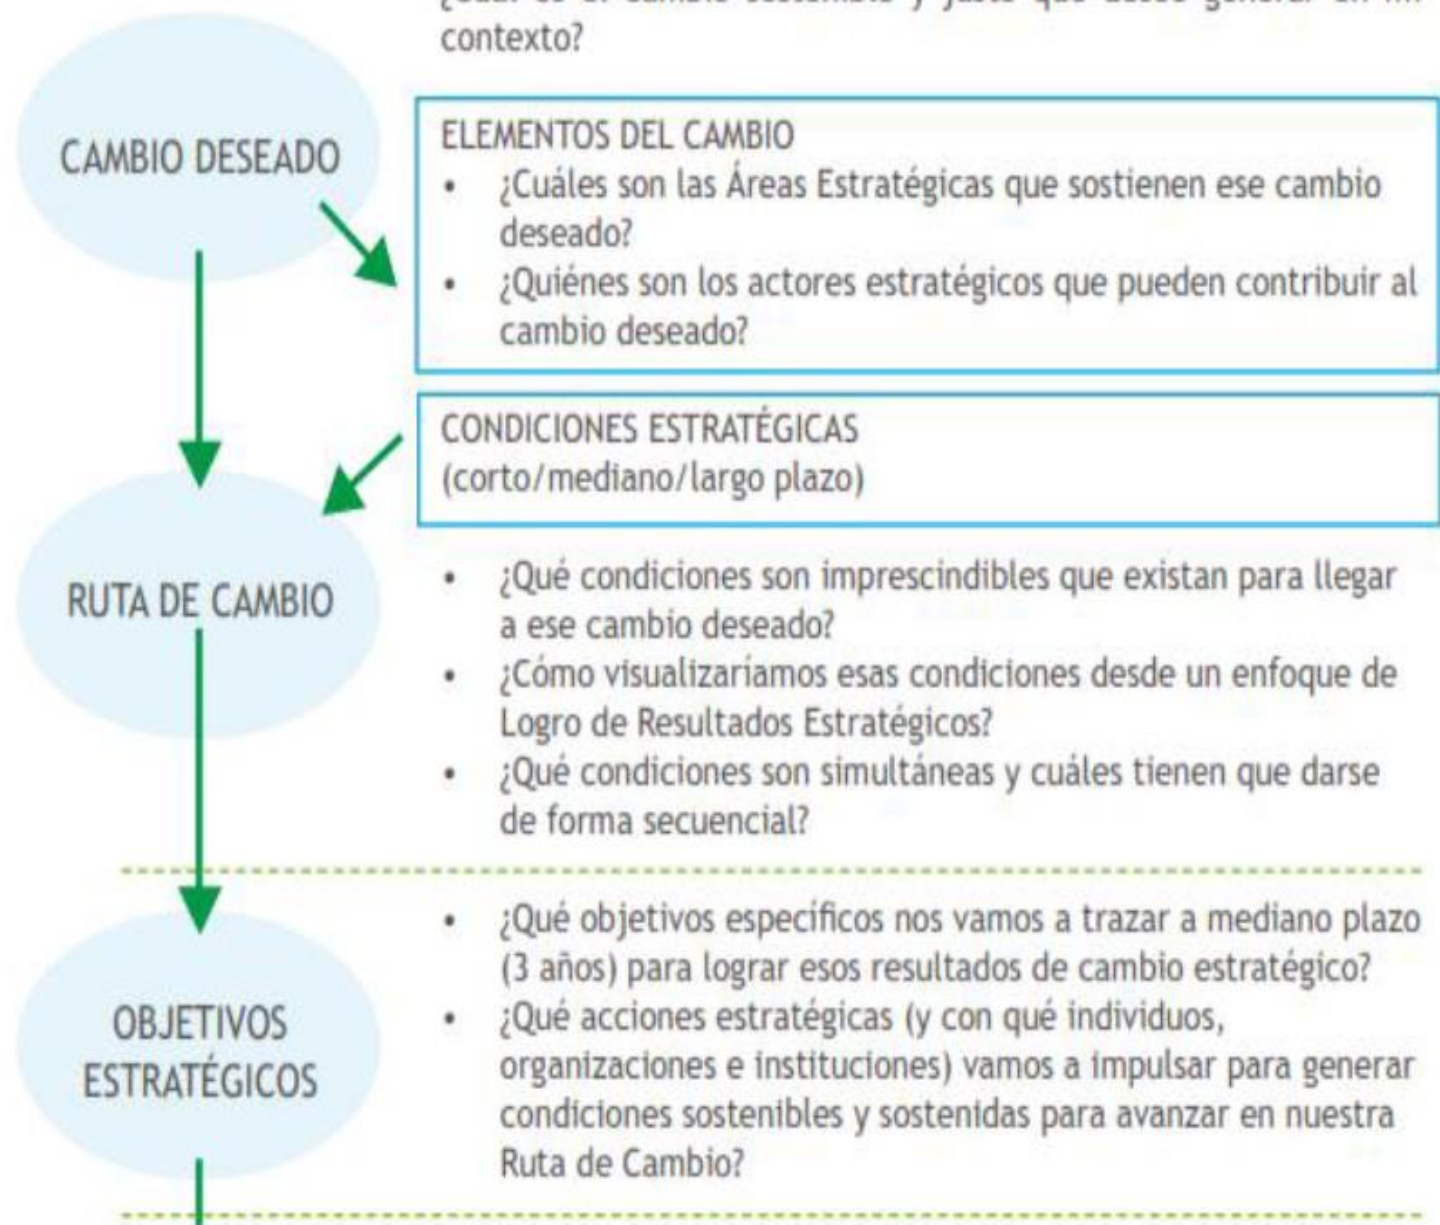 contexto?
CAMBIO DESEADO
ELEMENTOS DEL CAMBIO
• ¿Cuáles son las Áreas Estratégicas que sostienen ese cambio
deseado?
• ¿Quiénes son los actores estratégicos que pueden contribuir al
cambio deseado?
CONDICIONES ESTRATÉGICAS
(corto/mediano/largo plazo)
RUTA DE CAMBIO
• ¿Qué condiciones son imprescindibles que existan para llegar
a ese cambio deseado?
• ¿Cómo visualizaríamos esas condiciones desde un enfoque de
Logro de Resultados Estratégicos?
• ¿Qué condiciones son simultáneas y cuáles tienen que darse
de forma secuencial?
OBJETIVOS
ESTRATÉGICOS
• ¿Qué objetivos específicos nos vamos a trazar a mediano plazo
(3 años) para lograr esos resultados de cambio estratégico?
• ¿Qué acciones estratégicas (y con qué individuos,
organizaciones e instituciones) vamos a impulsar para generar
condiciones sostenibles y sostenidas para avanzar en nuestra
Ruta de Cambio?